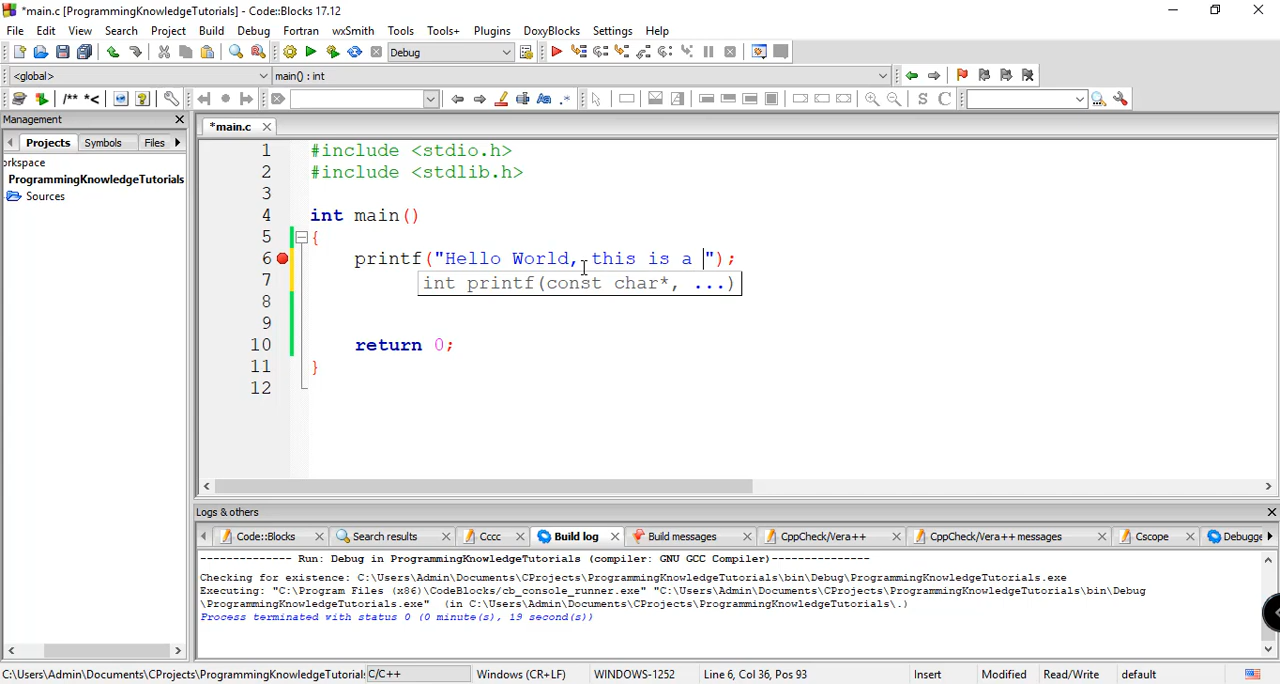 *main.c [ProgrammingKnowledgeTutorials] - Code::Blocks 17.12
File Edit View Search Project Build Debug Fortran wxSmith Tools Tools+ Plugins DoxyBlocks Settings Help
Debug
<global> main() : int
/** *< S C
Management
Projects Symbols Files
orkspace
ProgrammingKnowledgeTutorials
Sources
*main.c
1 #include <stdio.h>
2 #include <stdlib.h>
3
4 int main()
5 {
6 printf("Hello World, this is a ");
7 int printf(const char*, ...)
8
9
10 return 0;
11 }
12
Logs & others
Code::Blocks Search results Cccc Build log Build messages CppCheck/Vera++ CppCheck/Vera++ messages Cscope Debugge
-------------- Run: Debug in ProgrammingKnowledgeTutorials (compiler: GNU GCC Compiler)---------------
Checking for existence: C:\Users\Admin\Documents\CProjects\ProgrammingKnowledgeTutorials\bin\Debug\ProgrammingKnowledgeTutorials.exe
Executing: "C:\Program Files (x86)\CodeBlocks/cb_console_runner.exe" "C:\Users\Admin\Documents\CProjects\ProgrammingKnowledgeTutorials\bin\Debug
\ProgrammingKnowledgeTutorials.exe"  (in C:\Users\Admin\Documents\CProjects\ProgrammingKnowledgeTutorials\.)
Process terminated with status 0 (0 minute(s), 19 second(s))
C:\Users\Admin\Documents\CProjects\ProgrammingKnowledgeTutorials C/C++ Windows (CR+LF) WINDOWS-1252 Line 6, Col 36, Pos 93 Insert Modified Read/Write default